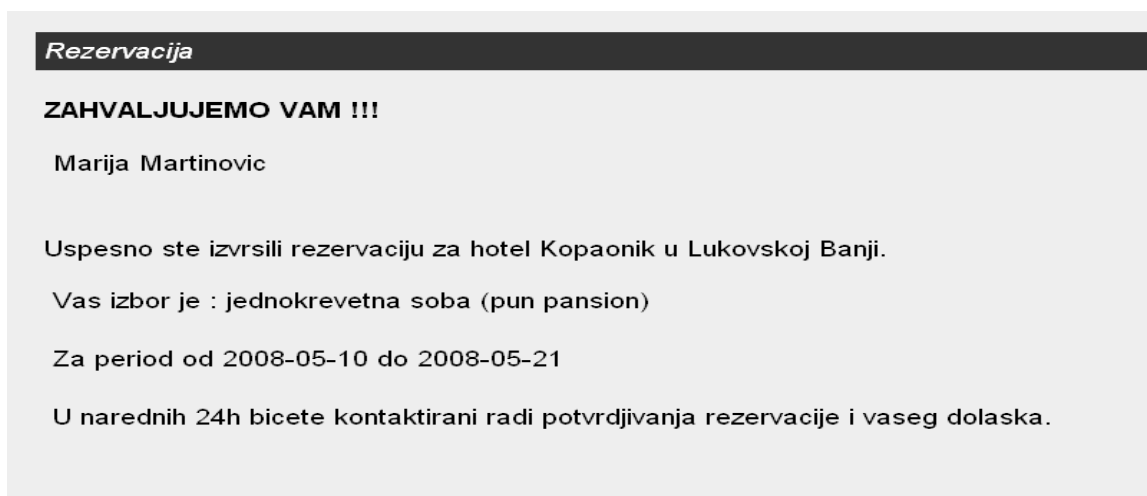 Rezervacija
ZAHVALJUJEMO VAM !!!
Marija Martinovic
Uspesno ste izvrsili rezervaciju za hotel Kopaonik u Lukovskoj Banji.
Vas izbor je : jednokrevetna soba (pun pansion)
Za period od 2008-05-10 do 2008-05-21
U narednih 24h bicete kontaktirani radi potvrdjivanja rezervacije i vaseg dolaska.